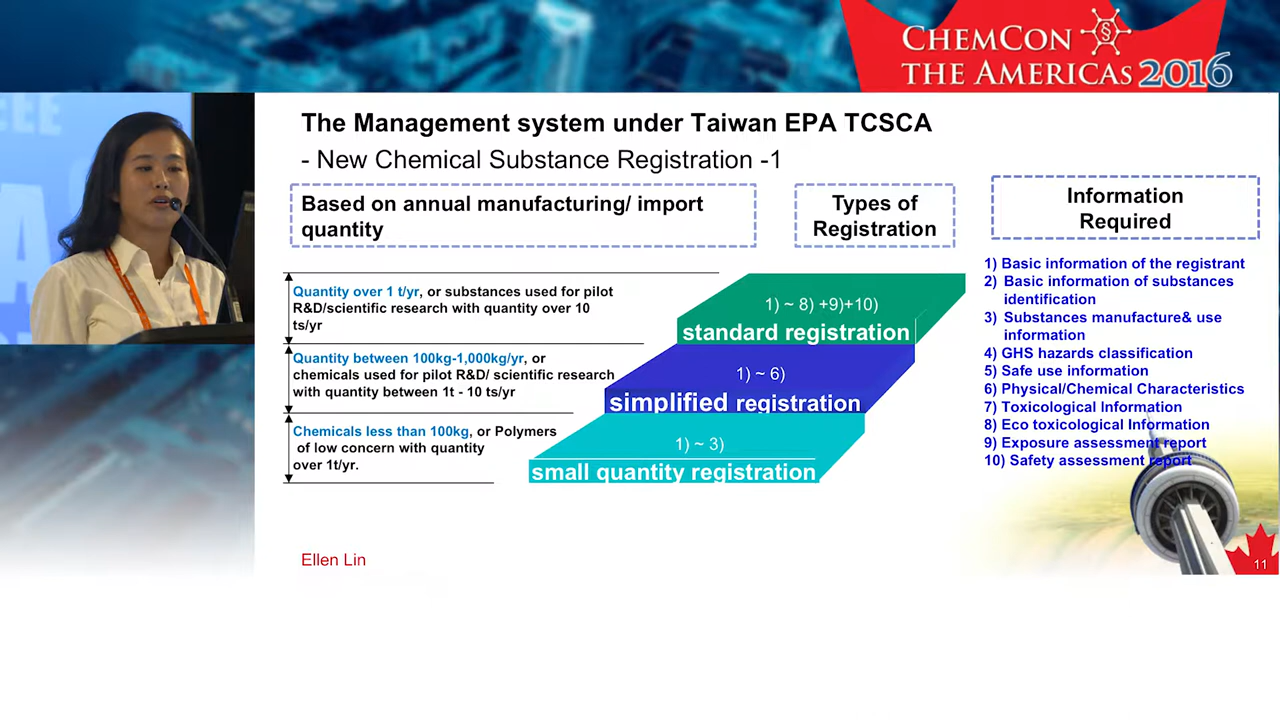 CHEMCON
THE AMERICAS 2016
The Management system under Taiwan EPA TCSCA
- New Chemical Substance Registration -1
Based on annual manufacturing/ import
quantity
Types of
Registration
Information
Required
Quantity over 1 t/yr, or substances used for pilot
R&D/scientific research with quantity over 10
ts/yr
Quantity between 100kg-1,000kg/yr, or
chemicals used for pilot R&D/ scientific research
with quantity between 1t - 10 ts/yr
Chemicals less than 100kg, or Polymers
of low concern with quantity
over 1t/yr.
1) ~ 8) +9)+10)
standard registration
1) ~ 6)
simplified registration
1) ~ 3)
small quantity registration
1) Basic information of the registrant
2) Basic information of substances
identification
3) Substances manufacture& use
information
4) GHS hazards classification
5) Safe use information
6) Physical/Chemical Characteristics
7) Toxicological Information
8) Eco toxicological Information
9) Exposure assessment report
10) Safety assessment report
Ellen Lin
11